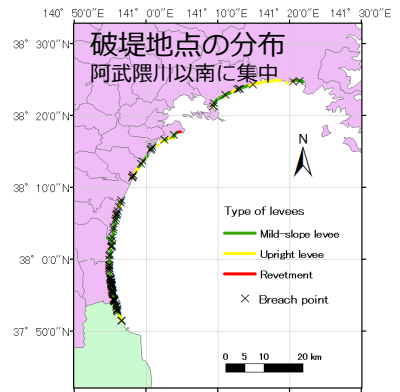 140° 50'0"E 141° 0'0"E 141° 10'0"E 141° 20'0"E 141° 30'0"E
破堤地点の分布
阿武隈川以南に集中
38° 30'0"N
38° 20'0"N
38° 10'0"N
38° 0'0"N
37° 50'0"N
N
Type of levees
Mild-slope levee
Upright levee
Revetment
Breach point
0 5 10 20 km